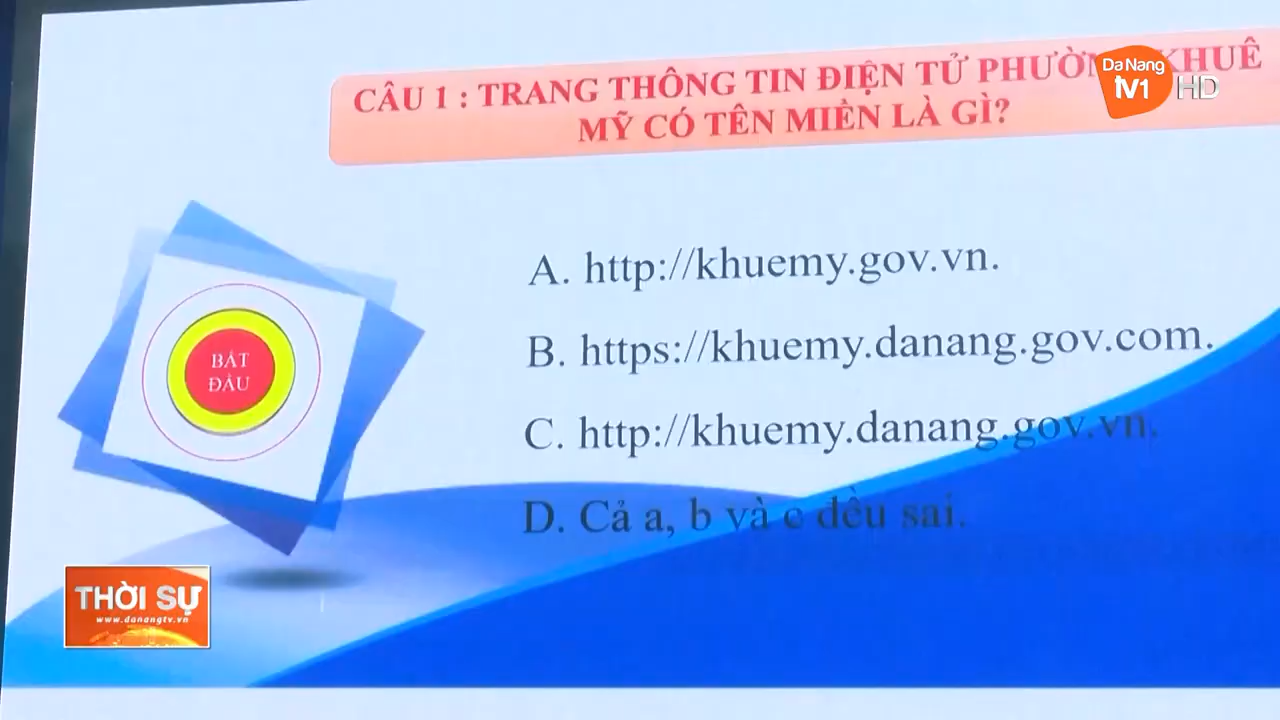 CÂU 1 : TRANG THÔNG TIN ĐIỆN TỬ PHƯỜNG KHUÊ
MỸ CÓ TÊN MIỀN LÀ GÌ?
Da Nang
TV1 HD
A. http://khuemy.gov.vn.
B. https://khuemy.danang.gov.com.
C. http://khuemy.danang.gov.vn.
D. Cả a, b và c đều sai.
BẮT
ĐẦU
THỜI SỰ
www.danangtv.vn